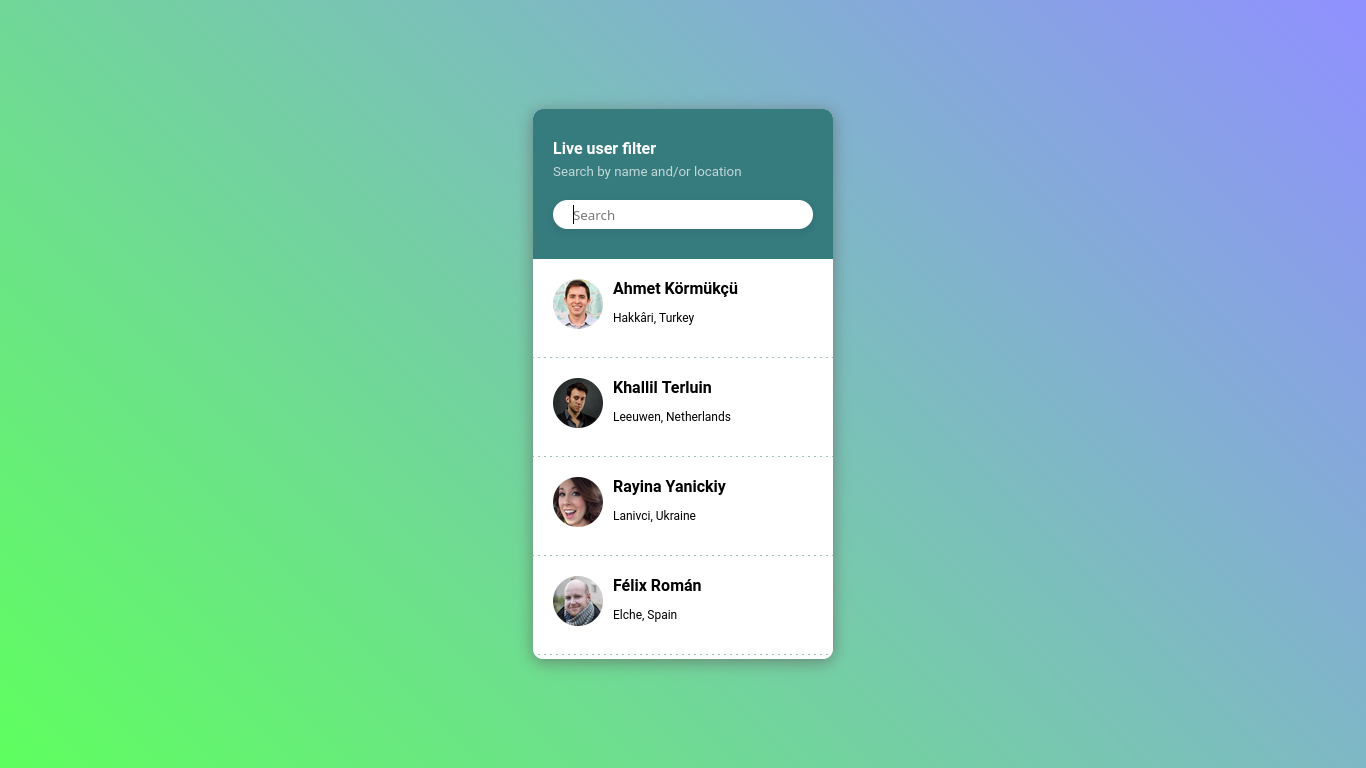 Live user filter
Search by name and/or location
Search
Ahmet Körmükçü
Hakkâri, Turkey
Khallil Terluin
Leeuwen, Netherlands
Rayina Yanickiy
Lanivci, Ukraine
Félix Román
Elche, Spain